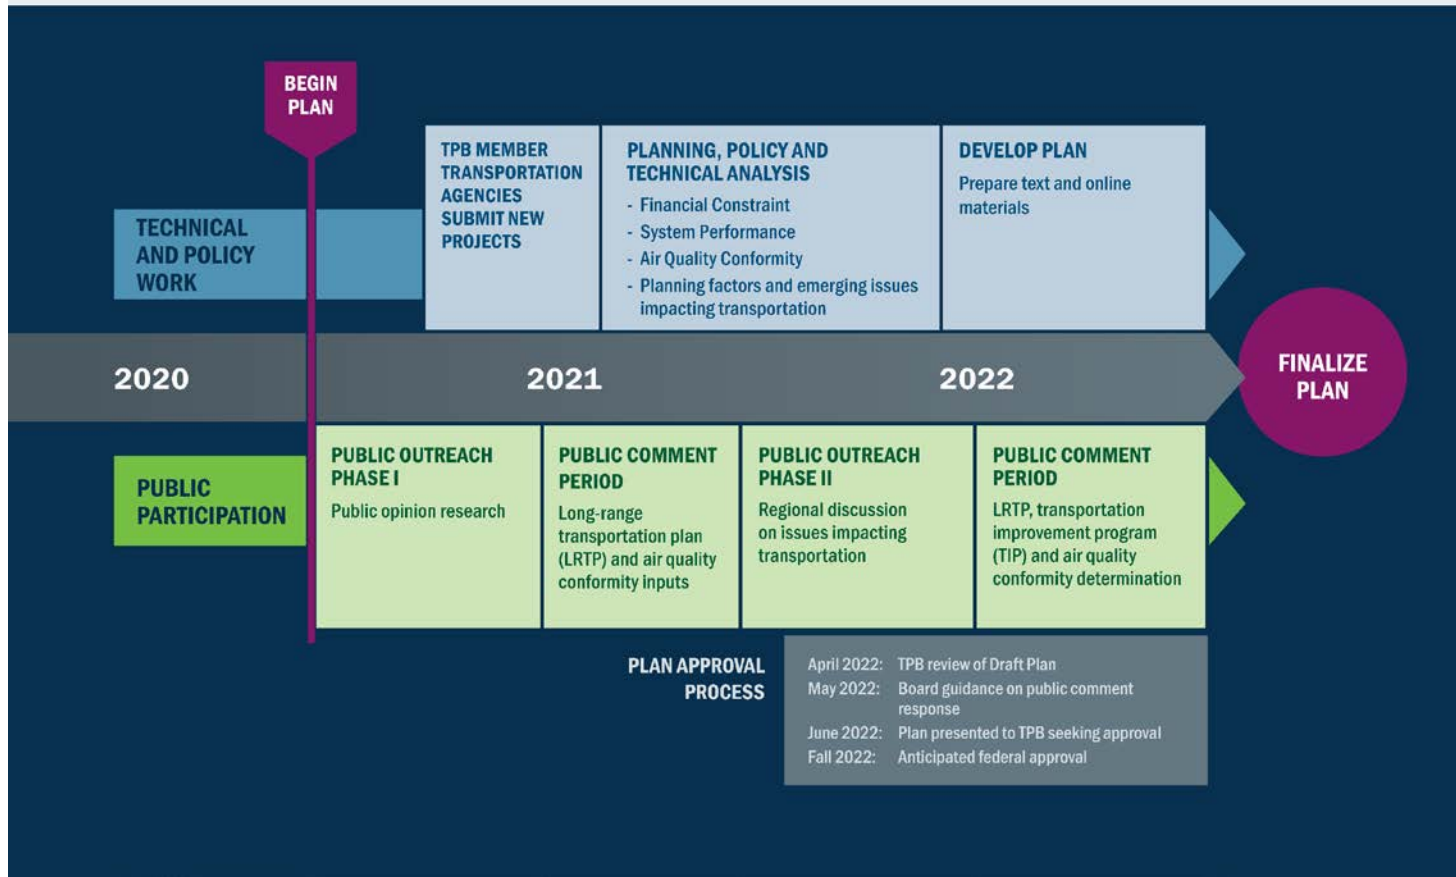 BEGIN
PLAN
TECHNICAL
AND POLICY
WORK
TPB MEMBER
TRANSPORTATION
AGENCIES
SUBMIT NEW
PROJECTS
PLANNING, POLICY AND
TECHNICAL ANALYSIS
- Financial Constraint
- System Performance
- Air Quality Conformity
- Planning factors and emerging issues
impacting transportation
DEVELOP PLAN
Prepare text and online
materials
2020
2021
2022
FINALIZE
PLAN
PUBLIC
PARTICIPATION
PUBLIC OUTREACH
PHASE I
Public opinion research
PUBLIC COMMENT
PERIOD
Long-range
transportation plan
(LRTP) and air quality
conformity inputs
PUBLIC OUTREACH
PHASE II
Regional discussion
on issues impacting
transportation
PUBLIC COMMENT
PERIOD
LRTP, transportation
improvement program
(TIP) and air quality
conformity determination
PLAN APPROVAL
PROCESS
April 2022: TPB review of Draft Plan
May 2022: Board guidance on public comment
response
June 2022: Plan presented to TPB seeking approval
Fall 2022: Anticipated federal approval